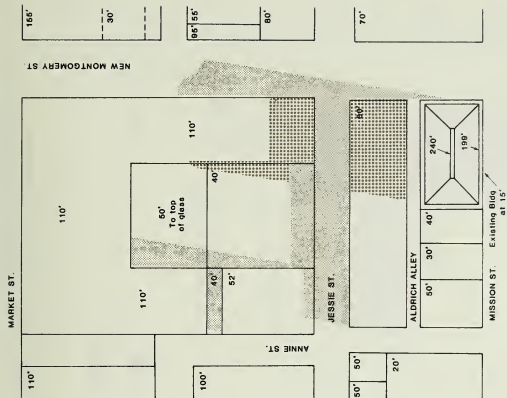 155'
30'
95'
55'
80'
70'
NEW MONTGOMERY ST.
MARKET ST.
110'
110'
110'
To top
of glass
40'
40'
52'
JESSIE ST.
ALDRICH ALLEY
240'
199'
40'
30'
50'
Existing Bldg
at 15'
MISSION ST.
ANNIE ST.
110'
100'
50'
50'
20'